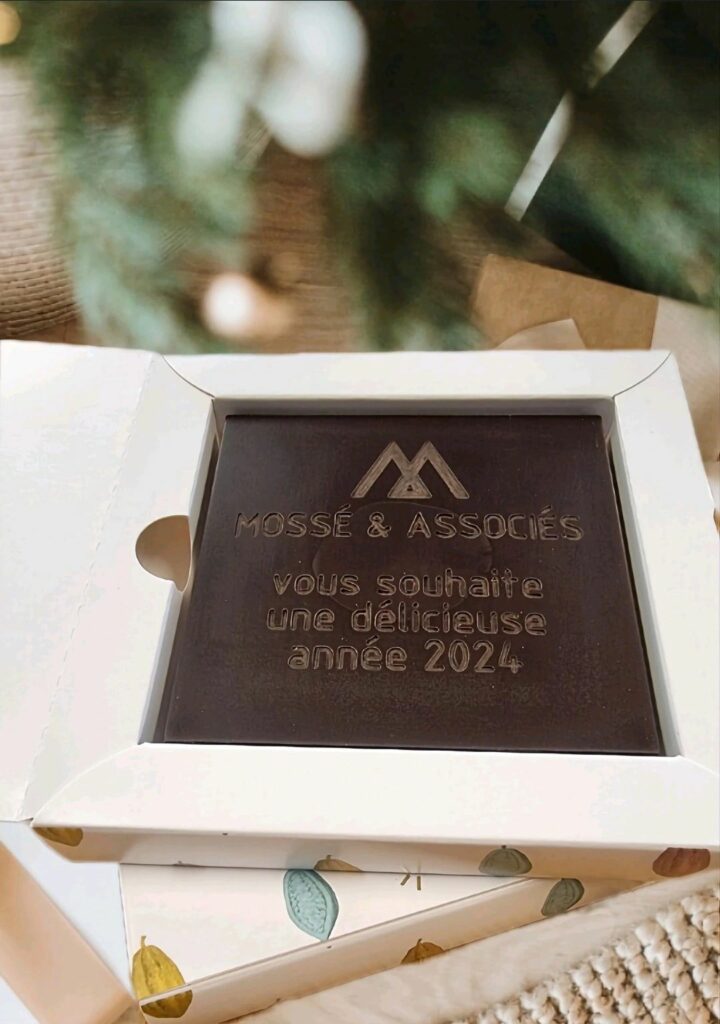 MOSSÉ & ASSOCIÉS
vous souhaite
une délicieuse
année 2024